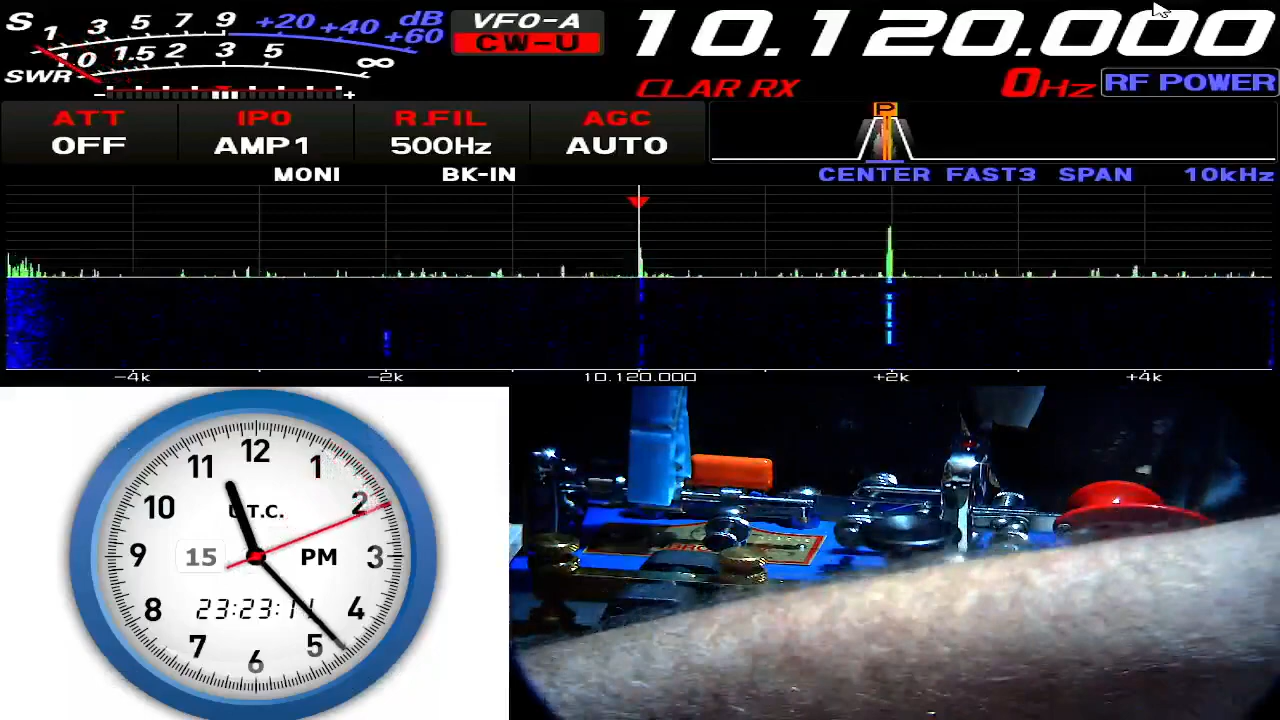 S 1 3 5 7 9 +20 +40 +60 dB
SWR 1.0 1.5 2 3 5 ∞
- +
VFO-A
CW-U
10.120.000
CLAR RX 0Hz RF POWER
ATT IPO R.FIL AGC
OFF AMP1 500Hz AUTO
P
MONI BK-IN
CENTER FAST3 SPAN 10kHz
-4k -2k 10.120.000 +2k +4k
12
11 1
10 2
U.T.C.
9 15 PM 3
23:23:11
8 4
7 5
6